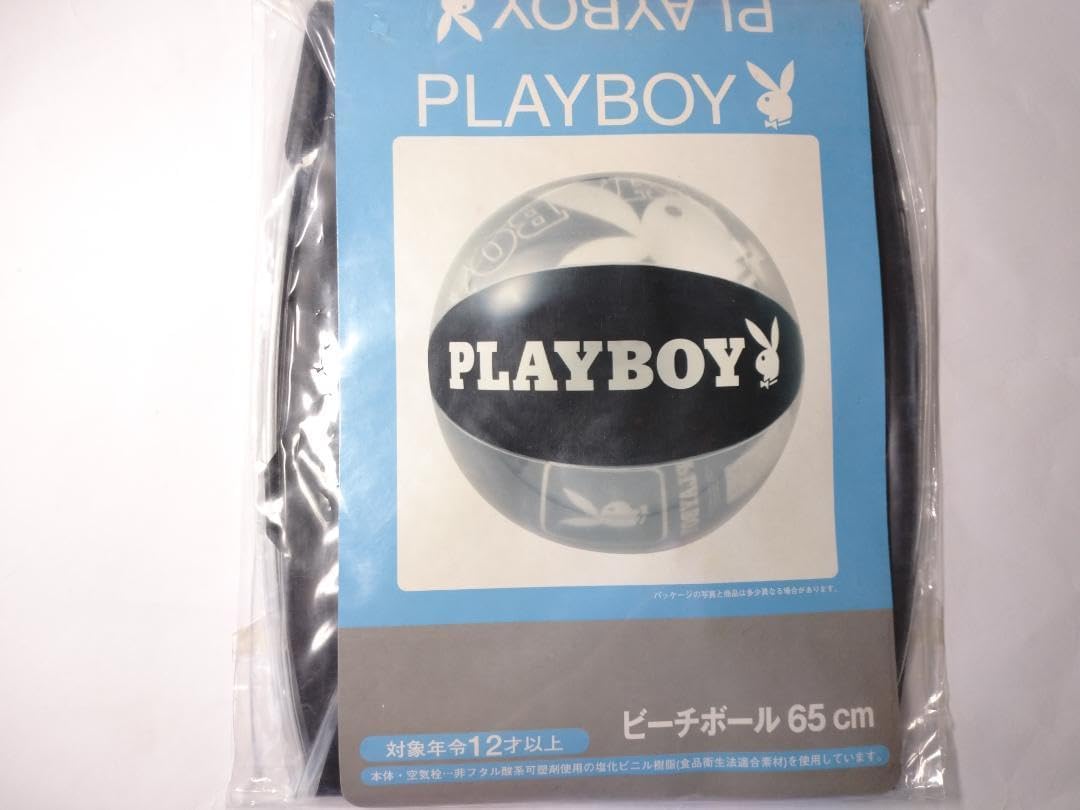 PLAYBOY
PLAYBOY
BO
PLAYBOY
PLAYBOY
パッケージの写真と商品は多少異なる場合があります。
ビーチボール 65 cm
対象年令12才以上
本体・空気栓…非フタル酸系可塑剤使用の塩化ビニル樹脂(食品衛生法適合素材)を使用しています。